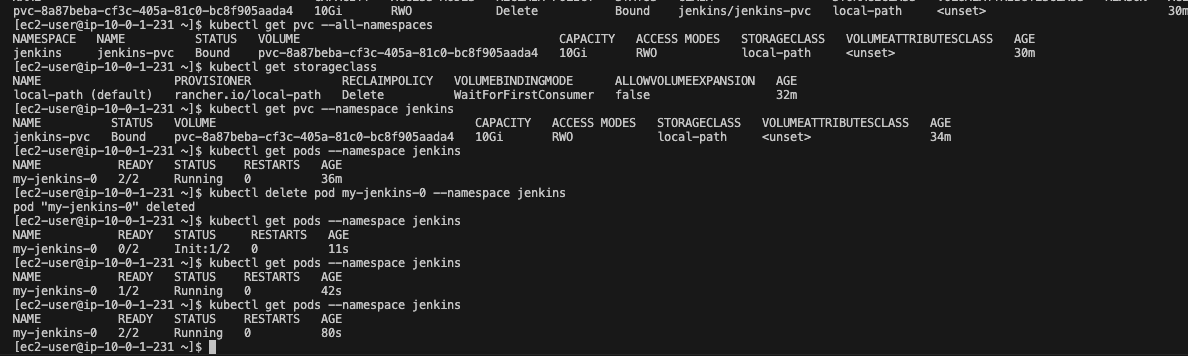 pvc-8a87beba-cf3c-405a-81c0-bc8f905aada4 10Gi RWO Delete Bound jenkins/jenkins-pvc local-path <unset> 30m
[ec2-user@ip-10-0-1-231 ~]$ kubectl get pvc --all-namespaces
NAMESPACE NAME STATUS VOLUME CAPACITY ACCESS MODES STORAGECLASS VOLUMEATTRIBUTESCLASS AGE
jenkins jenkins-pvc Bound pvc-8a87beba-cf3c-405a-81c0-bc8f905aada4 10Gi RWO local-path <unset> 30m
[ec2-user@ip-10-0-1-231 ~]$ kubectl get storageclass
NAME PROVISIONER RECLAIMPOLICY VOLUMEBINDINGMODE ALLOWVOLUMEEXPANSION AGE
local-path (default) rancher.io/local-path Delete WaitForFirstConsumer false 32m
[ec2-user@ip-10-0-1-231 ~]$ kubectl get pvc --namespace jenkins
NAME STATUS VOLUME CAPACITY ACCESS MODES STORAGECLASS VOLUMEATTRIBUTESCLASS AGE
jenkins-pvc Bound pvc-8a87beba-cf3c-405a-81c0-bc8f905aada4 10Gi RWO local-path <unset> 34m
[ec2-user@ip-10-0-1-231 ~]$ kubectl get pods --namespace jenkins
NAME READY STATUS RESTARTS AGE
my-jenkins-0 2/2 Running 0 36m
[ec2-user@ip-10-0-1-231 ~]$ kubectl delete pod my-jenkins-0 --namespace jenkins
pod "my-jenkins-0" deleted
[ec2-user@ip-10-0-1-231 ~]$ kubectl get pods --namespace jenkins
NAME READY STATUS RESTARTS AGE
my-jenkins-0 0/2 Init:1/2 0 11s
[ec2-user@ip-10-0-1-231 ~]$ kubectl get pods --namespace jenkins
NAME READY STATUS RESTARTS AGE
my-jenkins-0 1/2 Running 0 42s
[ec2-user@ip-10-0-1-231 ~]$ kubectl get pods --namespace jenkins
NAME READY STATUS RESTARTS AGE
my-jenkins-0 2/2 Running 0 80s
[ec2-user@ip-10-0-1-231 ~]$